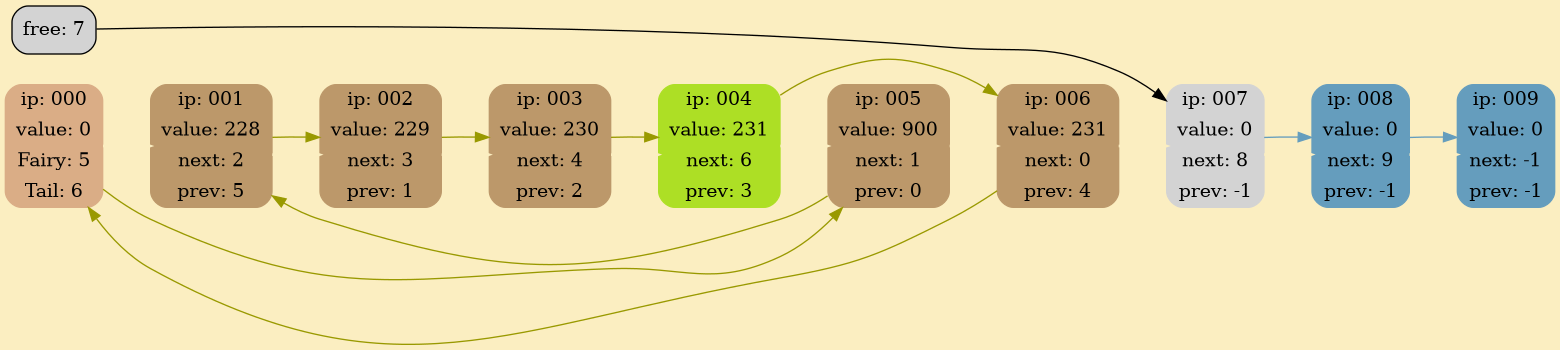 free: 7
ip: 000
value: 0
Fairy: 5
Tail: 6
ip: 001
value: 228
next: 2
prev: 5
ip: 002
value: 229
next: 3
prev: 1
ip: 003
value: 230
next: 4
prev: 2
ip: 004
value: 231
next: 6
prev: 3
ip: 005
value: 900
next: 1
prev: 0
ip: 006
value: 231
next: 0
prev: 4
ip: 007
value: 0
next: 8
prev: -1
ip: 008
value: 0
next: 9
prev: -1
ip: 009
value: 0
next: -1
prev: -1